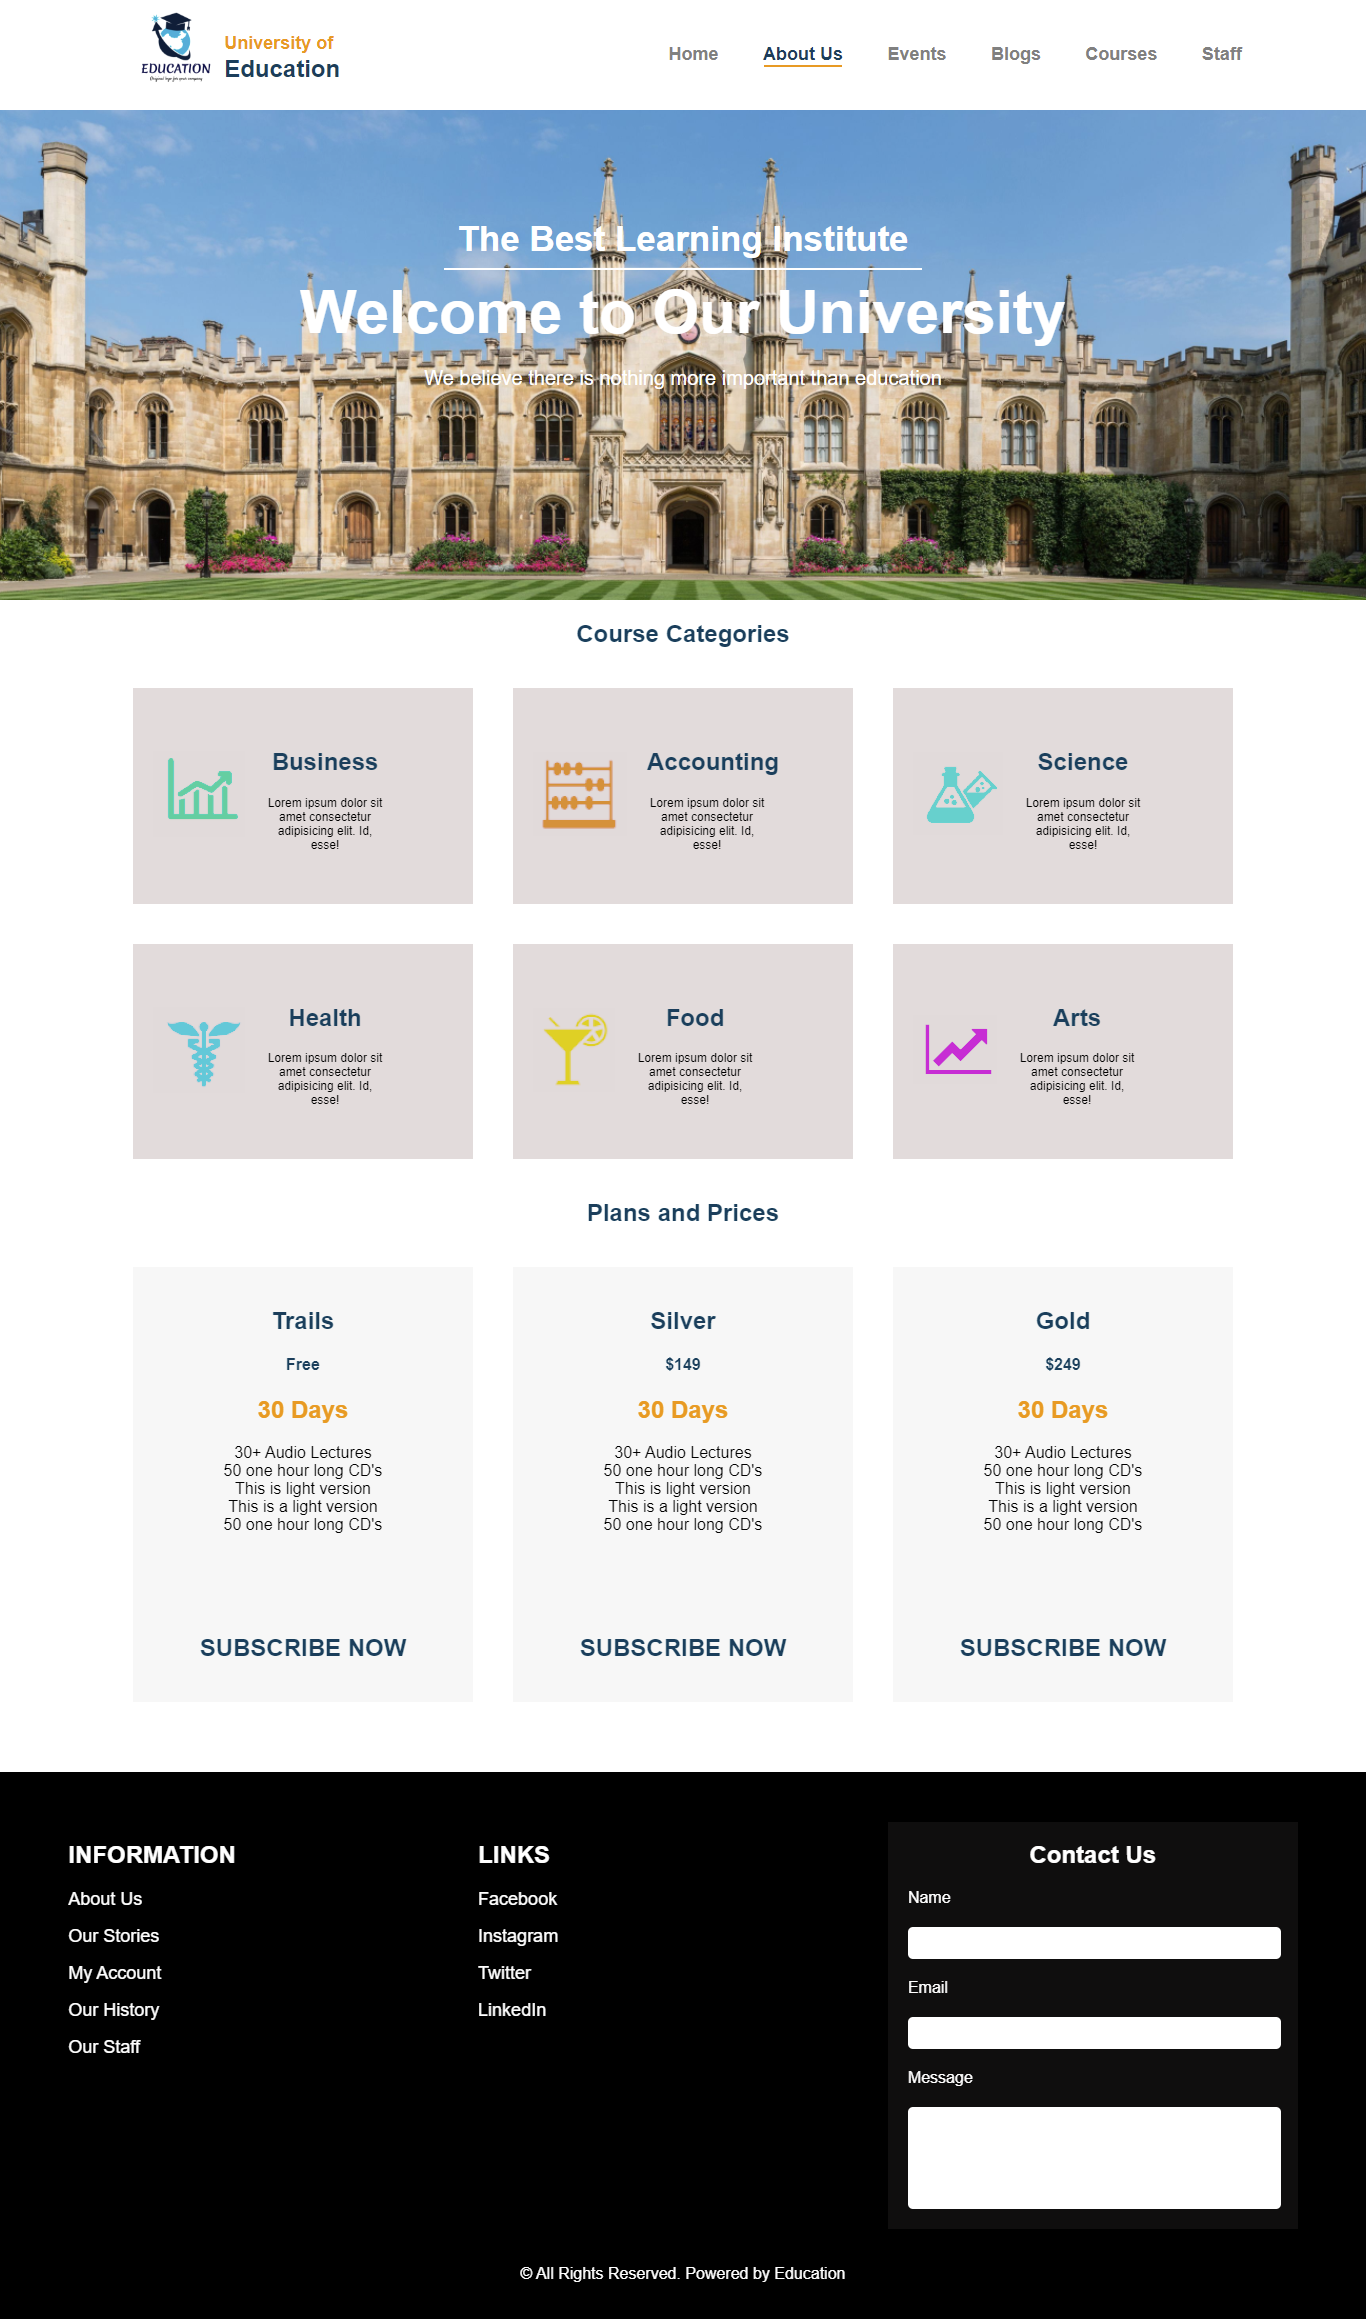 EDUCATION
Original logo for your company
University of
Education
Home About Us Events Blogs Courses Staff
The Best Learning Institute
Welcome to Our University
We believe there is nothing more important than education
Course Categories
Business
Lorem ipsum dolor sit
amet consectetur
adipisicing elit. Id,
esse!
Accounting
Lorem ipsum dolor sit
amet consectetur
adipisicing elit. Id,
esse!
Science
Lorem ipsum dolor sit
amet consectetur
adipisicing elit. Id,
esse!
Health
Lorem ipsum dolor sit
amet consectetur
adipisicing elit. Id,
esse!
Food
Lorem ipsum dolor sit
amet consectetur
adipisicing elit. Id,
esse!
Arts
Lorem ipsum dolor sit
amet consectetur
adipisicing elit. Id,
esse!
Plans and Prices
Trails
Free
30 Days
30+ Audio Lectures
50 one hour long CD's
This is light version
This is a light version
50 one hour long CD's
SUBSCRIBE NOW
Silver
$149
30 Days
30+ Audio Lectures
50 one hour long CD's
This is light version
This is a light version
50 one hour long CD's
SUBSCRIBE NOW
Gold
$249
30 Days
30+ Audio Lectures
50 one hour long CD's
This is light version
This is a light version
50 one hour long CD's
SUBSCRIBE NOW
INFORMATION
About Us
Our Stories
My Account
Our History
Our Staff
LINKS
Facebook
Instagram
Twitter
LinkedIn
Contact Us
Name
Email
Message
© All Rights Reserved. Powered by Education